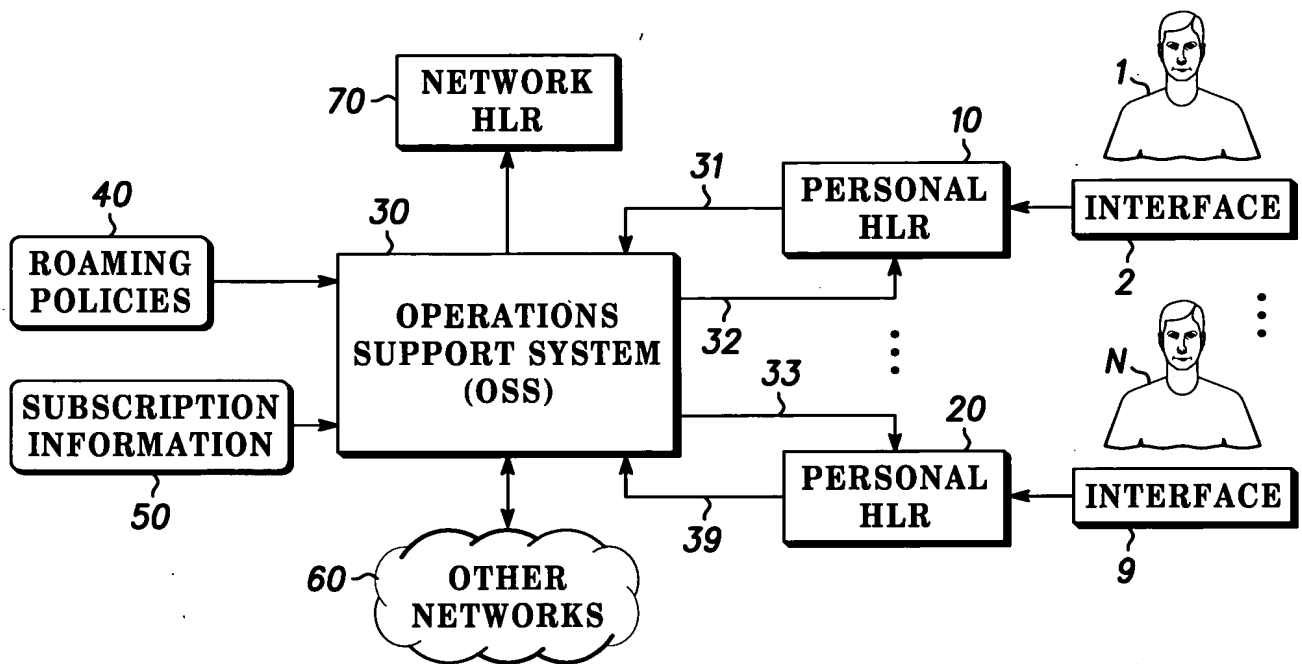 70
NETWORK
HLR
1
10
31
PERSONAL
HLR
INTERFACE
2
40
30
ROAMING
POLICIES
OPERATIONS
SUPPORT SYSTEM
(OSS)
32
33
N
SUBSCRIPTION
INFORMATION
50
20
PERSONAL
HLR
INTERFACE
39
9
60
OTHER
NETWORKS